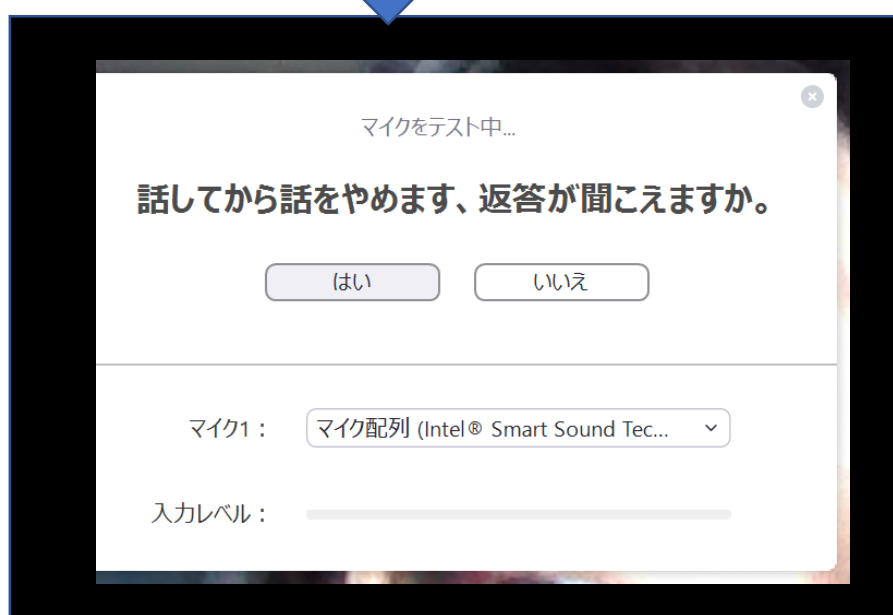 マイクをテスト中...
話してから話をやめます、返答が聞こえますか。
はい いいえ
マイク1： マイク配列 (Intel® Smart Sound Tec...
入力レベル：